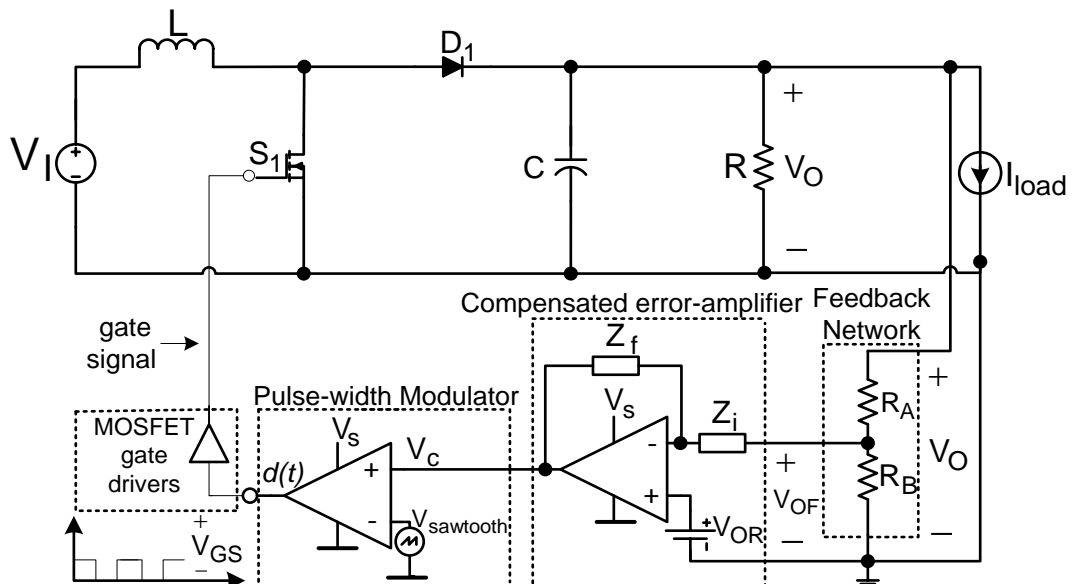 L
D1
VI
+
-
S1
C
R
+
VO
−
Iload
gate
signal
Compensated error-amplifier
Feedback
Network
Zf
Pulse-width Modulator
Vs
Zi
RA
+
MOSFET
gate
drivers
Vs
Vc
-
+
VOF
−
RB
VO
−
d(t)
+
-
+
Vsawtooth
VOR
+
-
+
VGS
−